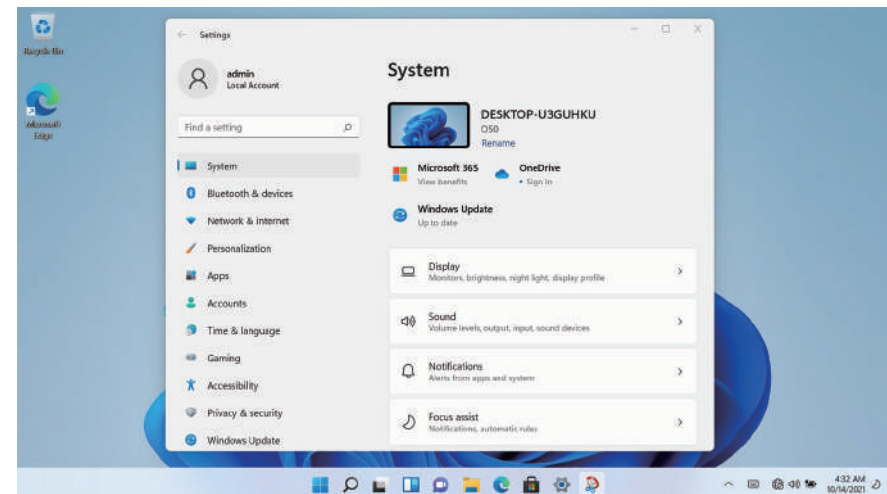 Recycle Bin
Microsoft
Edge
Settings
admin
Local Account
Find a setting
System
Bluetooth & devices
Network & internet
Personalization
Apps
Accounts
Time & language
Gaming
Accessibility
Privacy & security
Windows Update
System
DESKTOP-U3GUHKU
O50
Rename
Microsoft 365
View benefits
OneDrive
• Sign In
Windows Update
Up to date
Display
Monitors, brightness, night light, display profile
Sound
Volume levels, output, input, sound devices
Notifications
Alerts from apps and system
Focus assist
Notifications, automatic rules
4:32 AM
10/14/2021